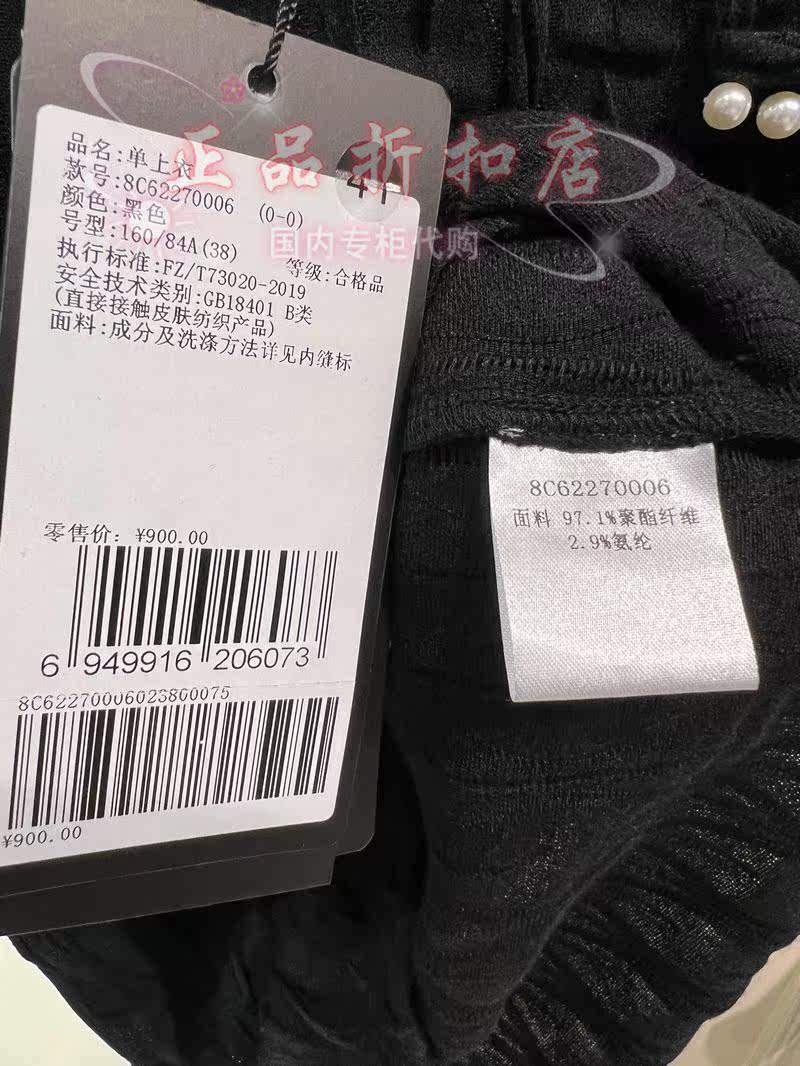 正品折扣店
国内专柜代购
品名:单上衣
款号:8C62270006 (0-0)
颜色:黑色
号型:160/84A(38)
等级:合格品
执行标准:FZ/T73020-2019
安全技术类别:GB18401 B类
(直接接触皮肤纺织产品)
面料:成分及洗涤方法详见内缝标
零售价: ¥900.00
6 949916 206073
8C62270006023800075
¥900.00
8C62270006
面料 97.1%聚酯纤维
2.9%氨纶